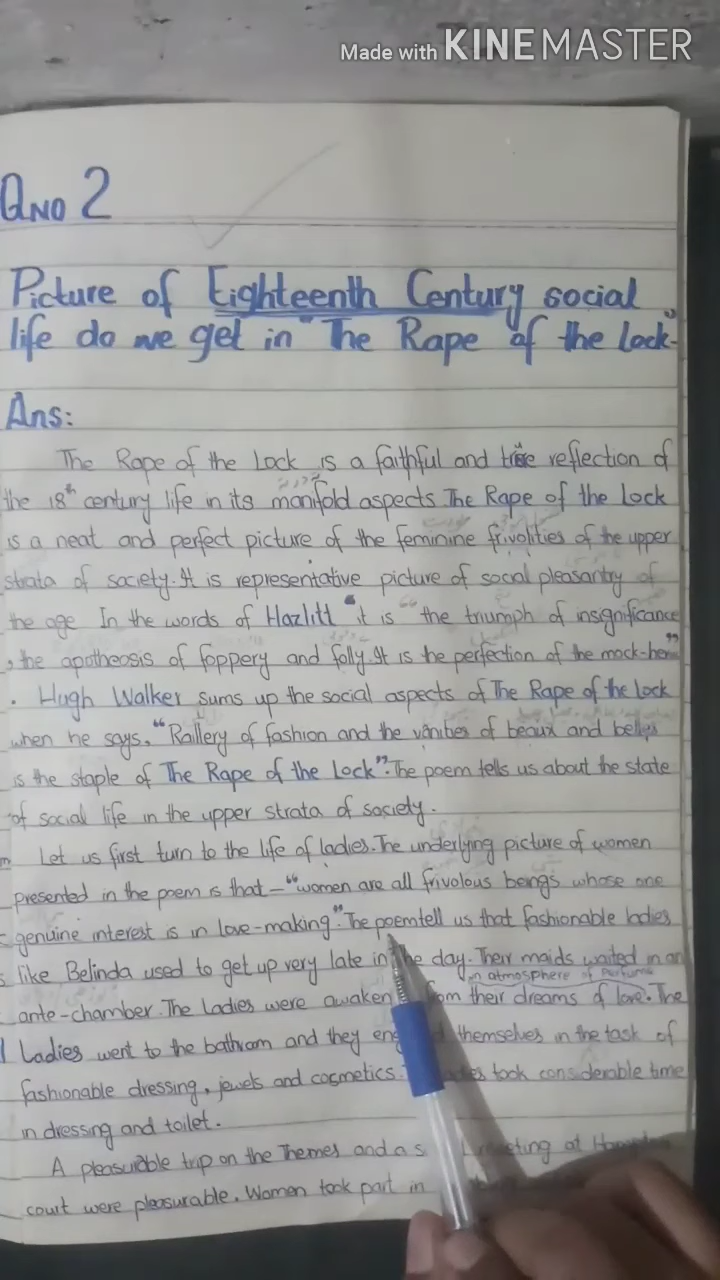 Made with KINEMASTER
QNO 2
Picture of Eighteenth Century social
life do we get in "The Rape of the Lock."
Ans:
The Rape of the Lock is a faithful and true reflection of
the 18th century life in its manifold aspects. The Rape of the Lock
is a neat and perfect picture of the feminine frivolities of the upper
strata of society. It is representative picture of social pleasantry of
the age In the words of Hazlitt "it is "the triumph of insignificance
, the apotheosis of foppery and folly. It is the perfection of the mock-"
. Hugh Walker sums up the social aspects of The Rape of the Lock
when he says, "Raillery of fashion and the vanities of beaux and
is the staple of The Rape of the Lock". The poem tells us about the state
of social life in the upper strata of society.
Let us first turn to the life of ladies. The underlying picture of women
presented in the poem is that - "women are all frivolous beings whose one
genuine interest is in love-making". The poem tell us that fashionable ladies
like Belinda used to get up very late in the day. Their maids waited in an
in atmosphere of Perfume
ante-chamber. The Ladies were awaken from their dreams of love. The
Ladies went to the bathroom and they themselves in the task of
fashionable dressing, jewels and cosmetics. took considerable time
in dressing and toilet.
A pleasurable trip on the Themes and a at
court were pleasurable. Women took part in